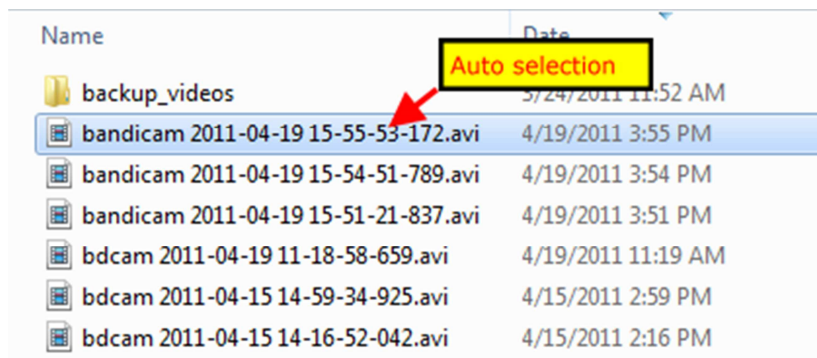 Name Date
Auto selection
backup_videos 3/24/2011 11:52 AM
bandicam 2011-04-19 15-55-53-172.avi 4/19/2011 3:55 PM
bandicam 2011-04-19 15-54-51-789.avi 4/19/2011 3:54 PM
bandicam 2011-04-19 15-51-21-837.avi 4/19/2011 3:51 PM
bdcam 2011-04-19 11-18-58-659.avi 4/19/2011 11:19 AM
bdcam 2011-04-15 14-59-34-925.avi 4/15/2011 2:59 PM
bdcam 2011-04-15 14-16-52-042.avi 4/15/2011 2:16 PM